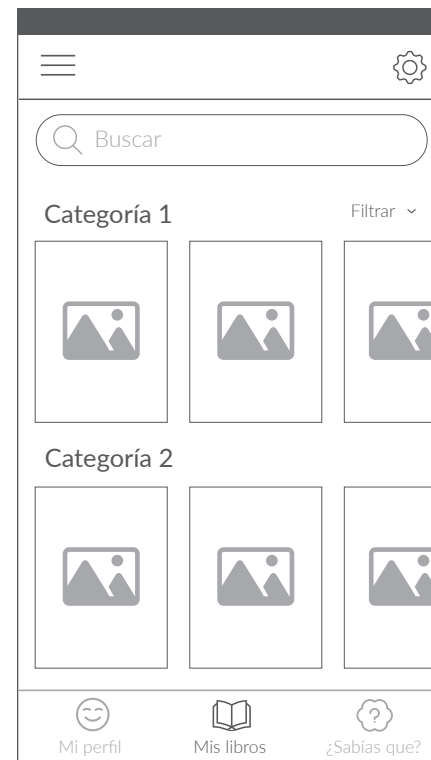 Buscar
Categoría 1
Filtrar
Categoría 2
Mi perfil
Mis libros
¿Sabías que?